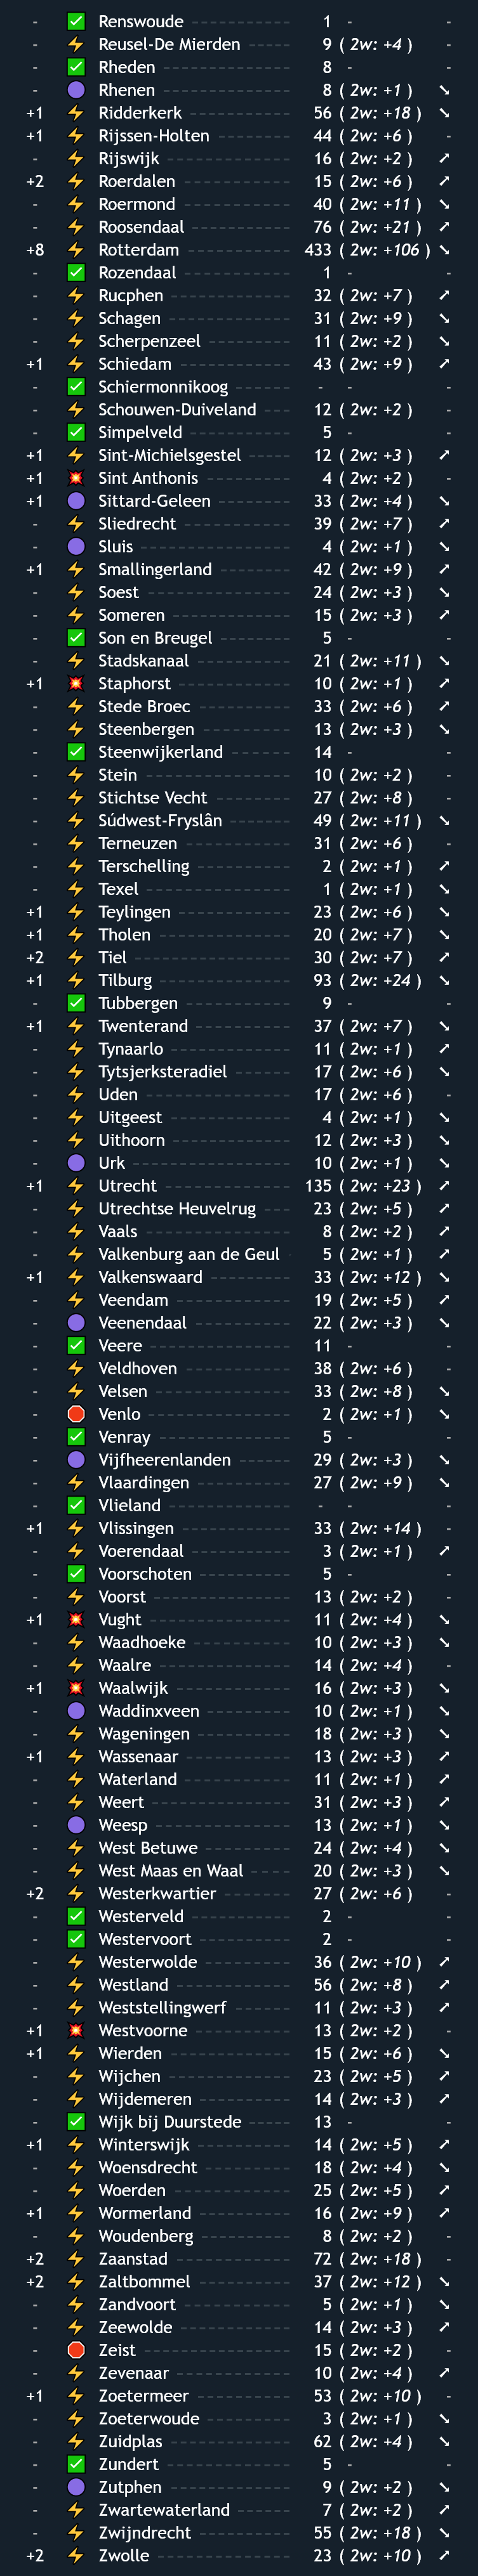 - ✅ Renswoude 1 - -
- ⚡ Reusel-De Mierden 9 ( 2w: +4 ) -
- ✅ Rheden 8 - -
- 🟣 Rhenen 8 ( 2w: +1 ) ↘
+1 ⚡ Ridderkerk 56 ( 2w: +18 ) ↘
+1 ⚡ Rijssen-Holten 44 ( 2w: +6 ) -
- ⚡ Rijswijk 16 ( 2w: +2 ) ↗
+2 ⚡ Roerdalen 15 ( 2w: +6 ) ↗
- ⚡ Roermond 40 ( 2w: +11 ) ↘
- ⚡ Roosendaal 76 ( 2w: +21 ) ↗
+8 ⚡ Rotterdam 433 ( 2w: +106 ) ↘
- ✅ Rozendaal 1 - -
- ⚡ Rucphen 32 ( 2w: +7 ) ↗
- ⚡ Schagen 31 ( 2w: +9 ) ↘
- ⚡ Scherpenzeel 11 ( 2w: +2 ) ↘
+1 ⚡ Schiedam 43 ( 2w: +9 ) ↗
- ✅ Schiermonnikoog - - -
- ⚡ Schouwen-Duiveland 12 ( 2w: +2 ) -
- ✅ Simpelveld 5 - -
+1 ⚡ Sint-Michielsgestel 12 ( 2w: +3 ) ↗
+1 💥 Sint Anthonis 4 ( 2w: +2 ) -
+1 🟣 Sittard-Geleen 33 ( 2w: +4 ) ↘
- ⚡ Sliedrecht 39 ( 2w: +7 ) ↗
- 🟣 Sluis 4 ( 2w: +1 ) ↘
+1 ⚡ Smallingerland 42 ( 2w: +9 ) ↗
- ⚡ Soest 24 ( 2w: +3 ) ↘
- ⚡ Someren 15 ( 2w: +3 ) ↗
- ✅ Son en Breugel 5 - -
- ⚡ Stadskanaal 21 ( 2w: +11 ) ↘
+1 💥 Staphorst 10 ( 2w: +1 ) ↗
- ⚡ Stede Broec 33 ( 2w: +6 ) ↗
- ⚡ Steenbergen 13 ( 2w: +3 ) ↘
- ✅ Steenwijkerland 14 - -
- ⚡ Stein 10 ( 2w: +2 ) -
- ⚡ Stichtse Vecht 27 ( 2w: +8 ) -
- ⚡ Súdwest-Fryslân 49 ( 2w: +11 ) ↘
- ⚡ Terneuzen 31 ( 2w: +6 ) -
- ⚡ Terschelling 2 ( 2w: +1 ) ↗
- ⚡ Texel 1 ( 2w: +1 ) ↘
+1 ⚡ Teylingen 23 ( 2w: +6 ) ↘
+1 ⚡ Tholen 20 ( 2w: +7 ) ↘
+2 ⚡ Tiel 30 ( 2w: +7 ) ↗
+1 ⚡ Tilburg 93 ( 2w: +24 ) ↘
- ✅ Tubbergen 9 - -
+1 ⚡ Twenterand 37 ( 2w: +7 ) ↘
- ⚡ Tynaarlo 11 ( 2w: +1 ) ↗
- ⚡ Tytsjerksteradiel 17 ( 2w: +6 ) ↘
- ⚡ Uden 17 ( 2w: +6 ) -
- ⚡ Uitgeest 4 ( 2w: +1 ) ↘
- ⚡ Uithoorn 12 ( 2w: +3 ) ↘
- 🟣 Urk 10 ( 2w: +1 ) ↘
+1 ⚡ Utrecht 135 ( 2w: +23 ) ↗
- ⚡ Utrechtse Heuvelrug 23 ( 2w: +5 ) ↗
- ⚡ Vaals 8 ( 2w: +2 ) ↗
- ⚡ Valkenburg aan de Geul 5 ( 2w: +1 ) ↗
+1 ⚡ Valkenswaard 33 ( 2w: +12 ) ↘
- ⚡ Veendam 19 ( 2w: +5 ) ↗
- 🟣 Veenendaal 22 ( 2w: +3 ) ↘
- ✅ Veere 11 - -
- ⚡ Veldhoven 38 ( 2w: +6 ) -
- ⚡ Velsen 33 ( 2w: +8 ) ↘
- 🛑 Venlo 2 ( 2w: +1 ) ↘
- ✅ Venray 5 - -
- 🟣 Vijfheerenlanden 29 ( 2w: +3 ) ↘
- ⚡ Vlaardingen 27 ( 2w: +9 ) ↘
- ✅ Vlieland - - -
+1 ⚡ Vlissingen 33 ( 2w: +14 ) -
- ⚡ Voerendaal 3 ( 2w: +1 ) ↗
- ✅ Voorschoten 5 - -
- ⚡ Voorst 13 ( 2w: +2 ) -
+1 💥 Vught 11 ( 2w: +4 ) ↘
- ⚡ Waadhoeke 10 ( 2w: +3 ) ↘
- ⚡ Waalre 14 ( 2w: +4 ) -
+1 💥 Waalwijk 16 ( 2w: +3 ) ↘
- 🟣 Waddinxveen 10 ( 2w: +1 ) ↘
- ⚡ Wageningen 18 ( 2w: +3 ) ↘
+1 ⚡ Wassenaar 13 ( 2w: +3 ) ↗
- ⚡ Waterland 11 ( 2w: +1 ) ↗
- ⚡ Weert 31 ( 2w: +3 ) ↗
- 🟣 Weesp 13 ( 2w: +1 ) ↘
- ⚡ West Betuwe 24 ( 2w: +4 ) ↘
- ⚡ West Maas en Waal 20 ( 2w: +3 ) ↘
+2 ⚡ Westerkwartier 27 ( 2w: +6 ) -
- ✅ Westerveld 2 - -
- ✅ Westervoort 2 - -
- ⚡ Westerwolde 36 ( 2w: +10 ) ↗
- ⚡ Westland 56 ( 2w: +8 ) ↗
- ⚡ Weststellingwerf 11 ( 2w: +3 ) ↗
+1 💥 Westvoorne 13 ( 2w: +2 ) -
+1 ⚡ Wierden 15 ( 2w: +6 ) ↘
- ⚡ Wijchen 23 ( 2w: +5 ) ↗
- ⚡ Wijdemeren 14 ( 2w: +3 ) ↗
- ✅ Wijk bij Duurstede 13 - -
+1 ⚡ Winterswijk 14 ( 2w: +5 ) ↗
- ⚡ Woensdrecht 18 ( 2w: +4 ) ↘
- ⚡ Woerden 25 ( 2w: +5 ) ↗
+1 ⚡ Wormerland 16 ( 2w: +9 ) ↗
- ⚡ Woudenberg 8 ( 2w: +2 ) -
+2 ⚡ Zaanstad 72 ( 2w: +18 ) -
+2 ⚡ Zaltbommel 37 ( 2w: +12 ) ↘
- ⚡ Zandvoort 5 ( 2w: +1 ) ↘
- ⚡ Zeewolde 14 ( 2w: +3 ) ↗
- 🛑 Zeist 15 ( 2w: +2 ) -
- ⚡ Zevenaar 10 ( 2w: +4 ) ↗
+1 ⚡ Zoetermeer 53 ( 2w: +10 ) -
- ⚡ Zoeterwoude 3 ( 2w: +1 ) ↘
- ⚡ Zuidplas 62 ( 2w: +4 ) ↘
- ✅ Zundert 5 - -
- 🟣 Zutphen 9 ( 2w: +2 ) ↘
- ⚡ Zwartewaterland 7 ( 2w: +2 ) ↗
- ⚡ Zwijndrecht 55 ( 2w: +18 ) ↘
+2 ⚡ Zwolle 23 ( 2w: +10 ) ↗